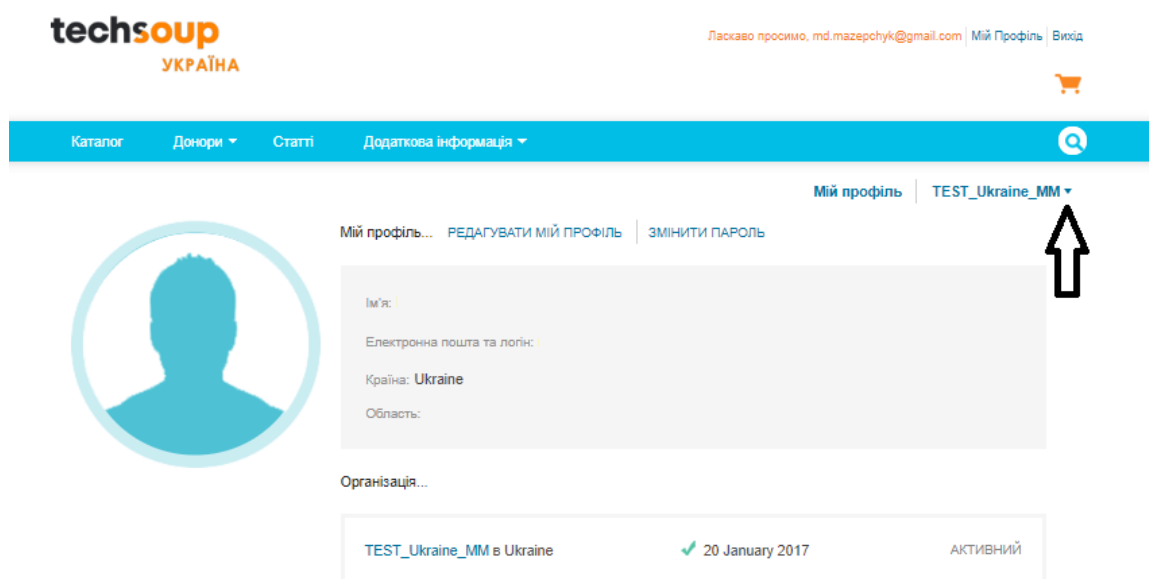 techsoup
УКРАЇНА
Ласкаво просимо, md.mazepchyk@gmail.com Мій Профіль Вихід
Каталог Донори Статті Додаткова інформація
Мій профіль TEST_Ukraine_MM
Мій профіль... РЕДАГУВАТИ МІЙ ПРОФІЛЬ ЗМІНИТИ ПАРОЛЬ
Ім'я:
Електронна пошта та логін:
Країна: Ukraine
Область:
Організація...
TEST_Ukraine_MM в Ukraine 20 January 2017 АКТИВНИЙ